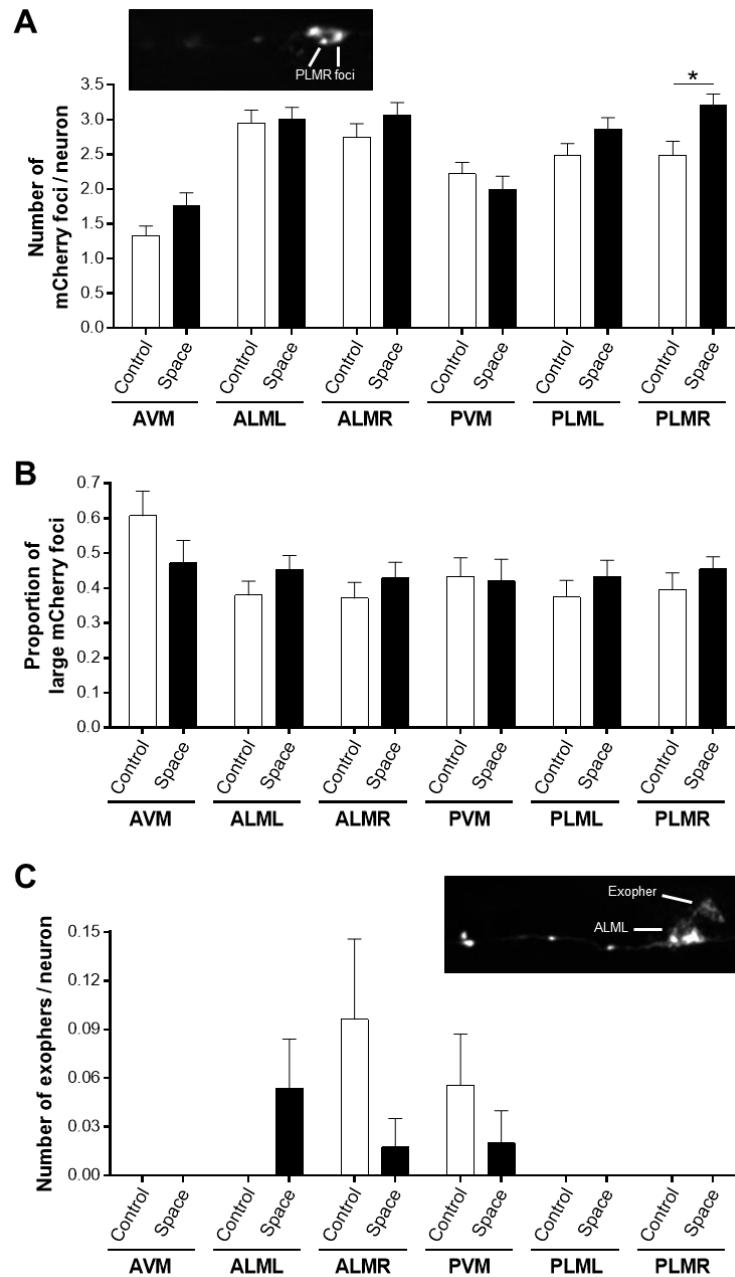 A
PLMR foci
Number of
mCherry foci / neuron
3.5
3.0
2.5
2.0
1.5
1.0
0.5
0.0
*
Control Space Control Space Control Space Control Space Control Space Control Space
AVM ALML ALMR PVM PLML PLMR
B
Proportion of
large mCherry foci
0.7
0.6
0.5
0.4
0.3
0.2
0.1
0.0
Control Space Control Space Control Space Control Space Control Space Control Space
AVM ALML ALMR PVM PLML PLMR
C
Exopher
ALML
Number of exophers / neuron
0.15
0.12
0.09
0.06
0.03
0.00
Control Space Control Space Control Space Control Space Control Space Control Space
AVM ALML ALMR PVM PLML PLMR